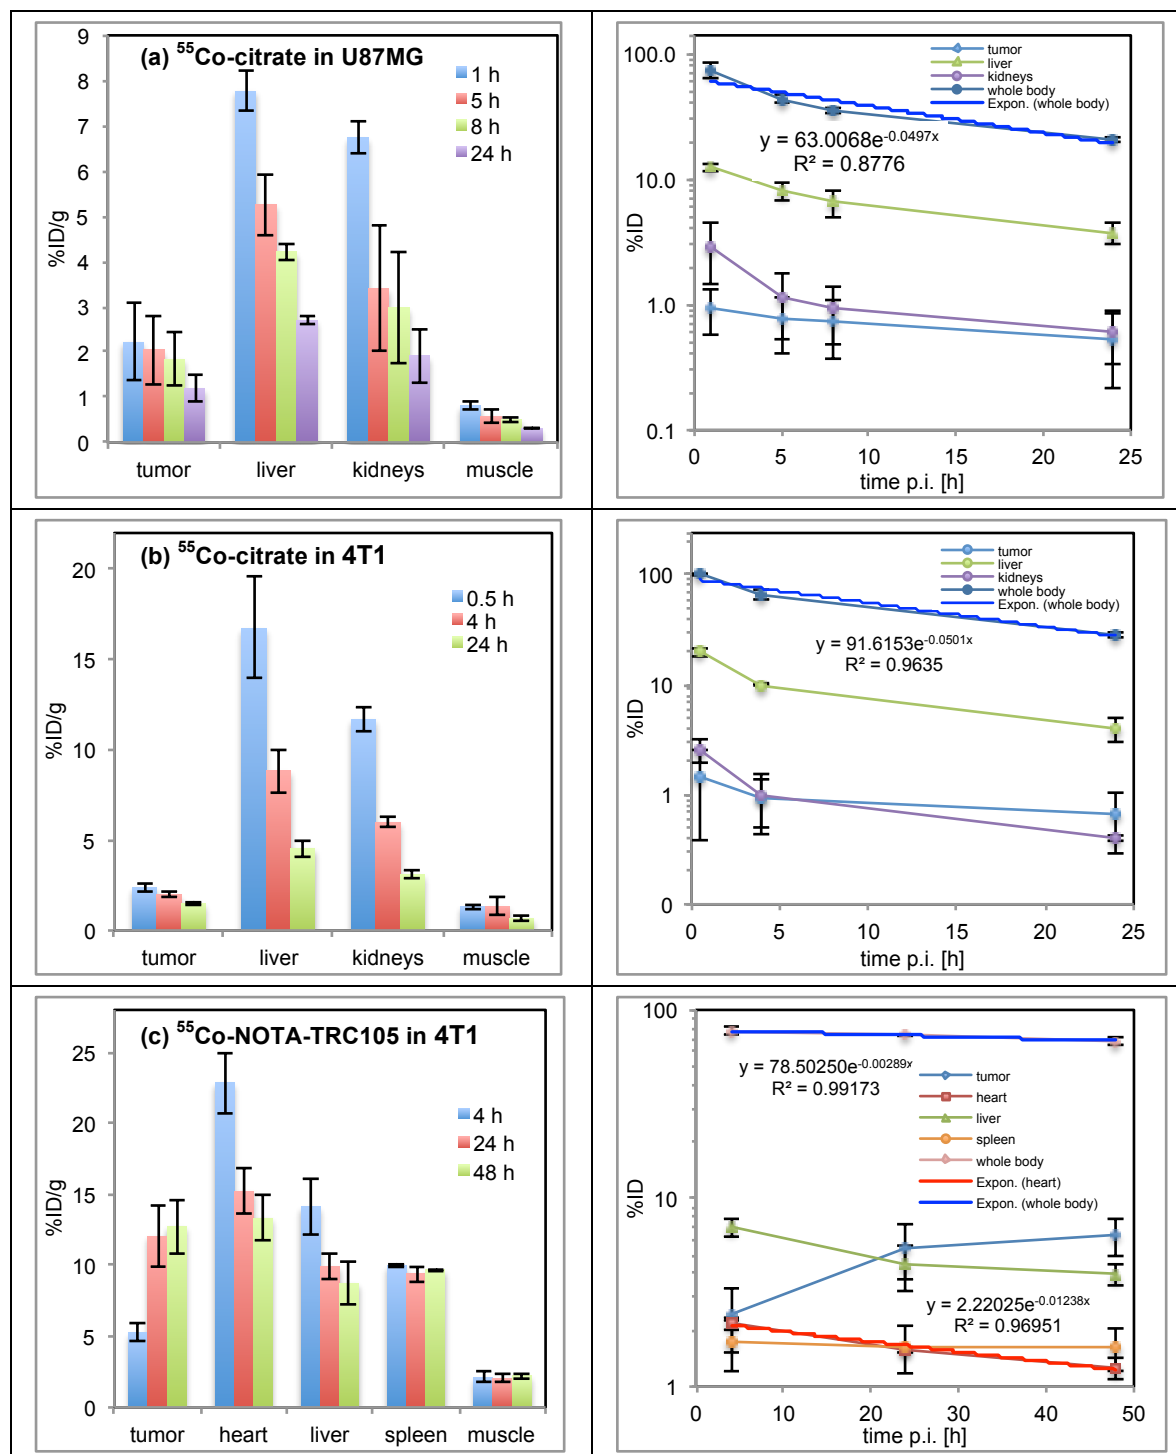 (a) ⁵⁵Co-citrate in U87MG
9
8
7
6
5
4
3
2
1
0
%ID/g
1 h
5 h
8 h
24 h
tumor liver kidneys muscle
100.0
10.0
1.0
0.1
%ID
tumor
liver
kidneys
whole body
Expon. (whole body)
y = 63.0068e^-0.0497x
R² = 0.8776
0 5 10 15 20 25
time p.i. [h]
(b) ⁵⁵Co-citrate in 4T1
20
15
10
5
0
%ID/g
0.5 h
4 h
24 h
tumor liver kidneys muscle
100
10
1
0
%ID
tumor
liver
kidneys
whole body
Expon. (whole body)
y = 91.6153e^-0.0501x
R² = 0.9635
0 5 10 15 20 25
time p.i. [h]
(c) ⁵⁵Co-NOTA-TRC105 in 4T1
25
20
15
10
5
0
%ID/g
4 h
24 h
48 h
tumor heart liver spleen muscle
100
10
1
%ID
y = 78.50250e^-0.00289x
R² = 0.99173
tumor
heart
liver
spleen
whole body
Expon. (heart)
Expon. (whole body)
y = 2.22025e^-0.01238x
R² = 0.96951
0 10 20 30 40 50
time p.i. [h]